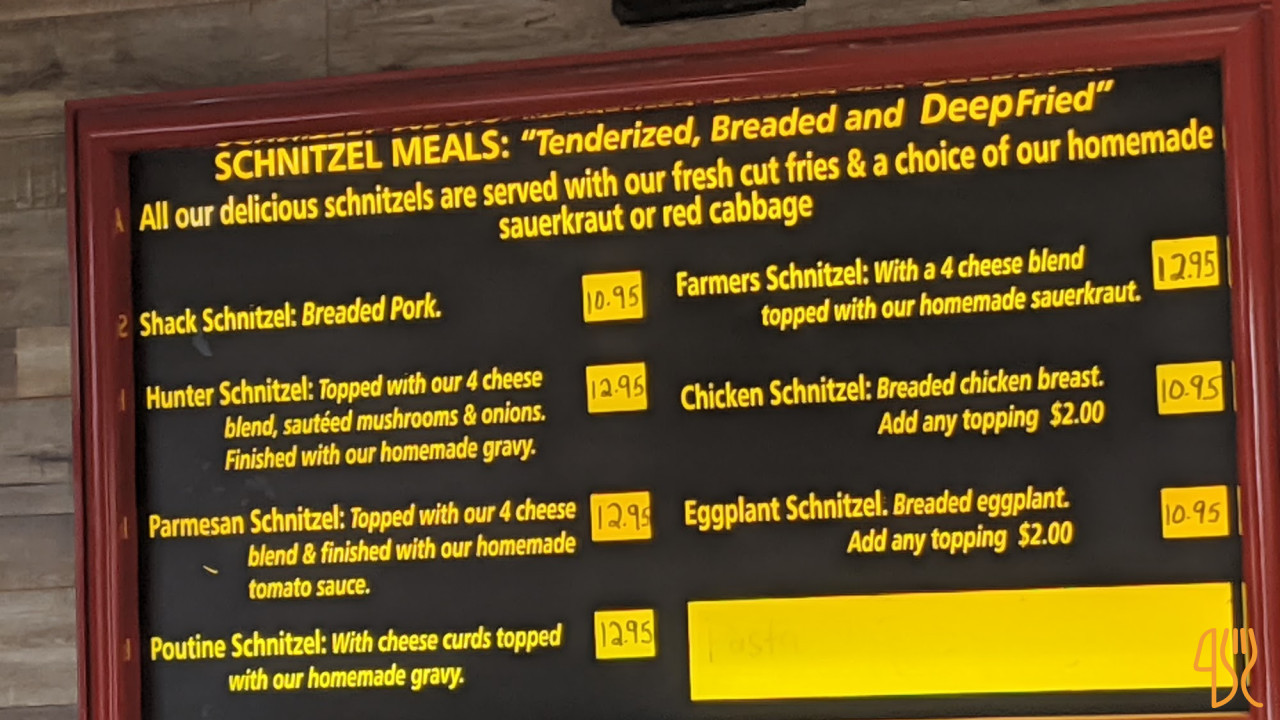 SCHNITZEL MEALS: "Tenderized, Breaded and DeepFried"
All our delicious schnitzels are served with our fresh cut fries & a choice of our homemade
sauerkraut or red cabbage
Shack Schnitzel: Breaded Pork. 10.95
Hunter Schnitzel: Topped with our 4 cheese 12.95
blend, sautéed mushrooms & onions.
Finished with our homemade gravy.
Parmesan Schnitzel: Topped with our 4 cheese 12.95
blend & finished with our homemade
tomato sauce.
Poutine Schnitzel: With cheese curds topped 12.95
with our homemade gravy.
Farmers Schnitzel: With a 4 cheese blend 12.95
topped with our homemade sauerkraut.
Chicken Schnitzel: Breaded chicken breast. 10.95
Add any topping $2.00
Eggplant Schnitzel. Breaded eggplant. 10.95
Add any topping $2.00